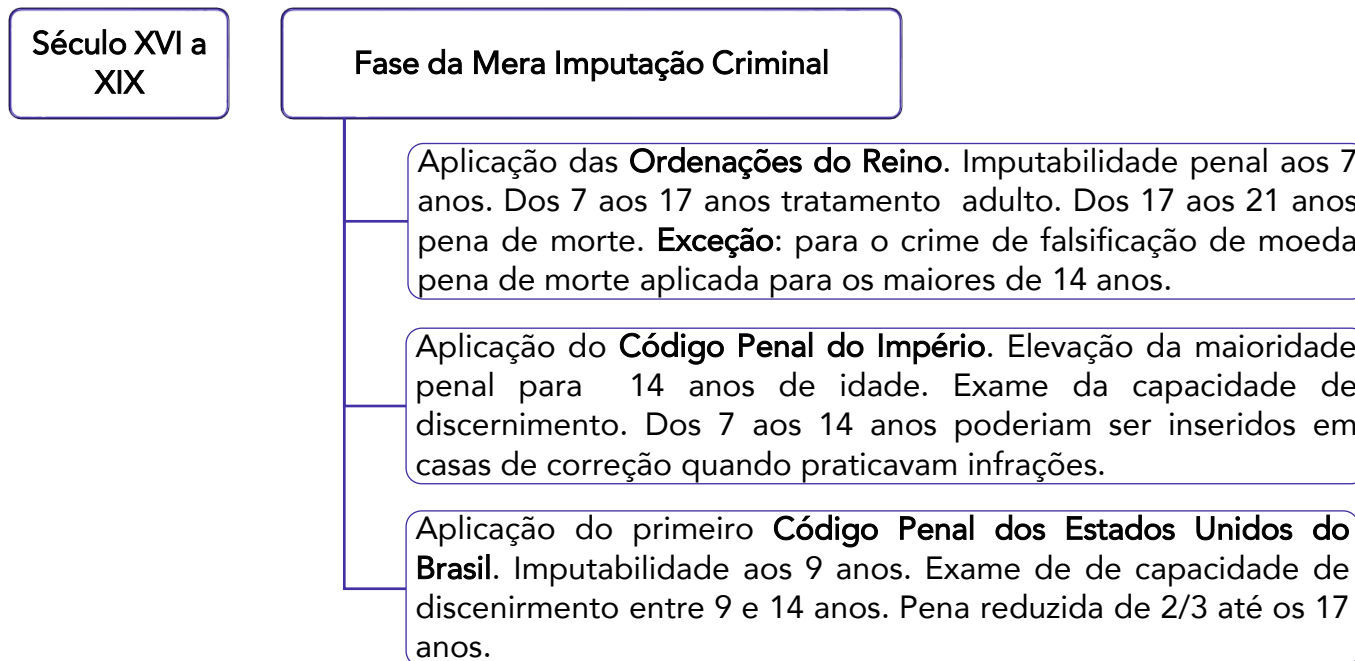 Século XVI a
XIX
Fase da Mera Imputação Criminal
Aplicação das Ordenações do Reino. Imputabilidade penal aos 7
anos. Dos 7 aos 17 anos tratamento adulto. Dos 17 aos 21 anos
pena de morte. Exceção: para o crime de falsificação de moeda
pena de morte aplicada para os maiores de 14 anos.
Aplicação do Código Penal do Império. Elevação da maioridade
penal para 14 anos de idade. Exame da capacidade de
discernimento. Dos 7 aos 14 anos poderiam ser inseridos em
casas de correção quando praticavam infrações.
Aplicação do primeiro Código Penal dos Estados Unidos do
Brasil. Imputabilidade aos 9 anos. Exame de de capacidade de
discenirmento entre 9 e 14 anos. Pena reduzida de 2/3 até os 17
anos.